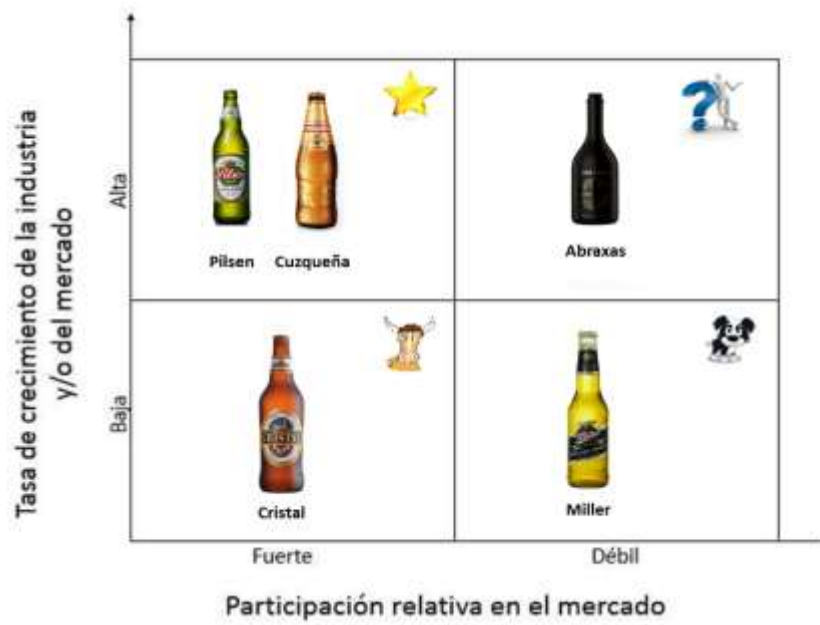 Tasa de crecimiento de la industria
y/o del mercado
Alta
Baja
Pilsen
Cuzqueña
Abraxas
CRISTAL
Cristal
Miller
Fuerte
Débil
Participación relativa en el mercado